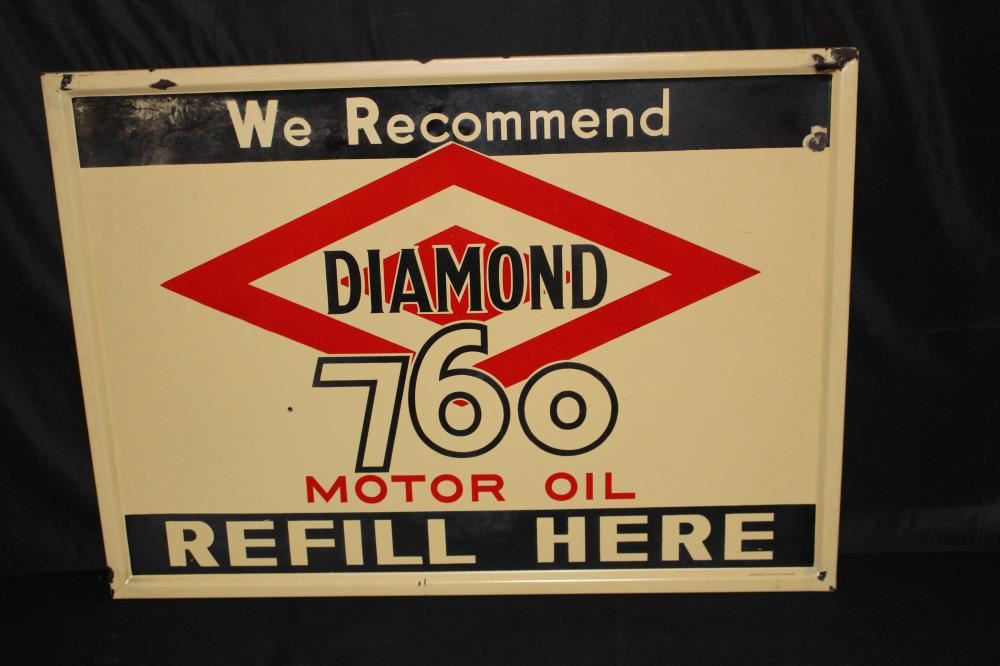 We Recommend
DIAMOND
760
MOTOR OIL
REFILL HERE